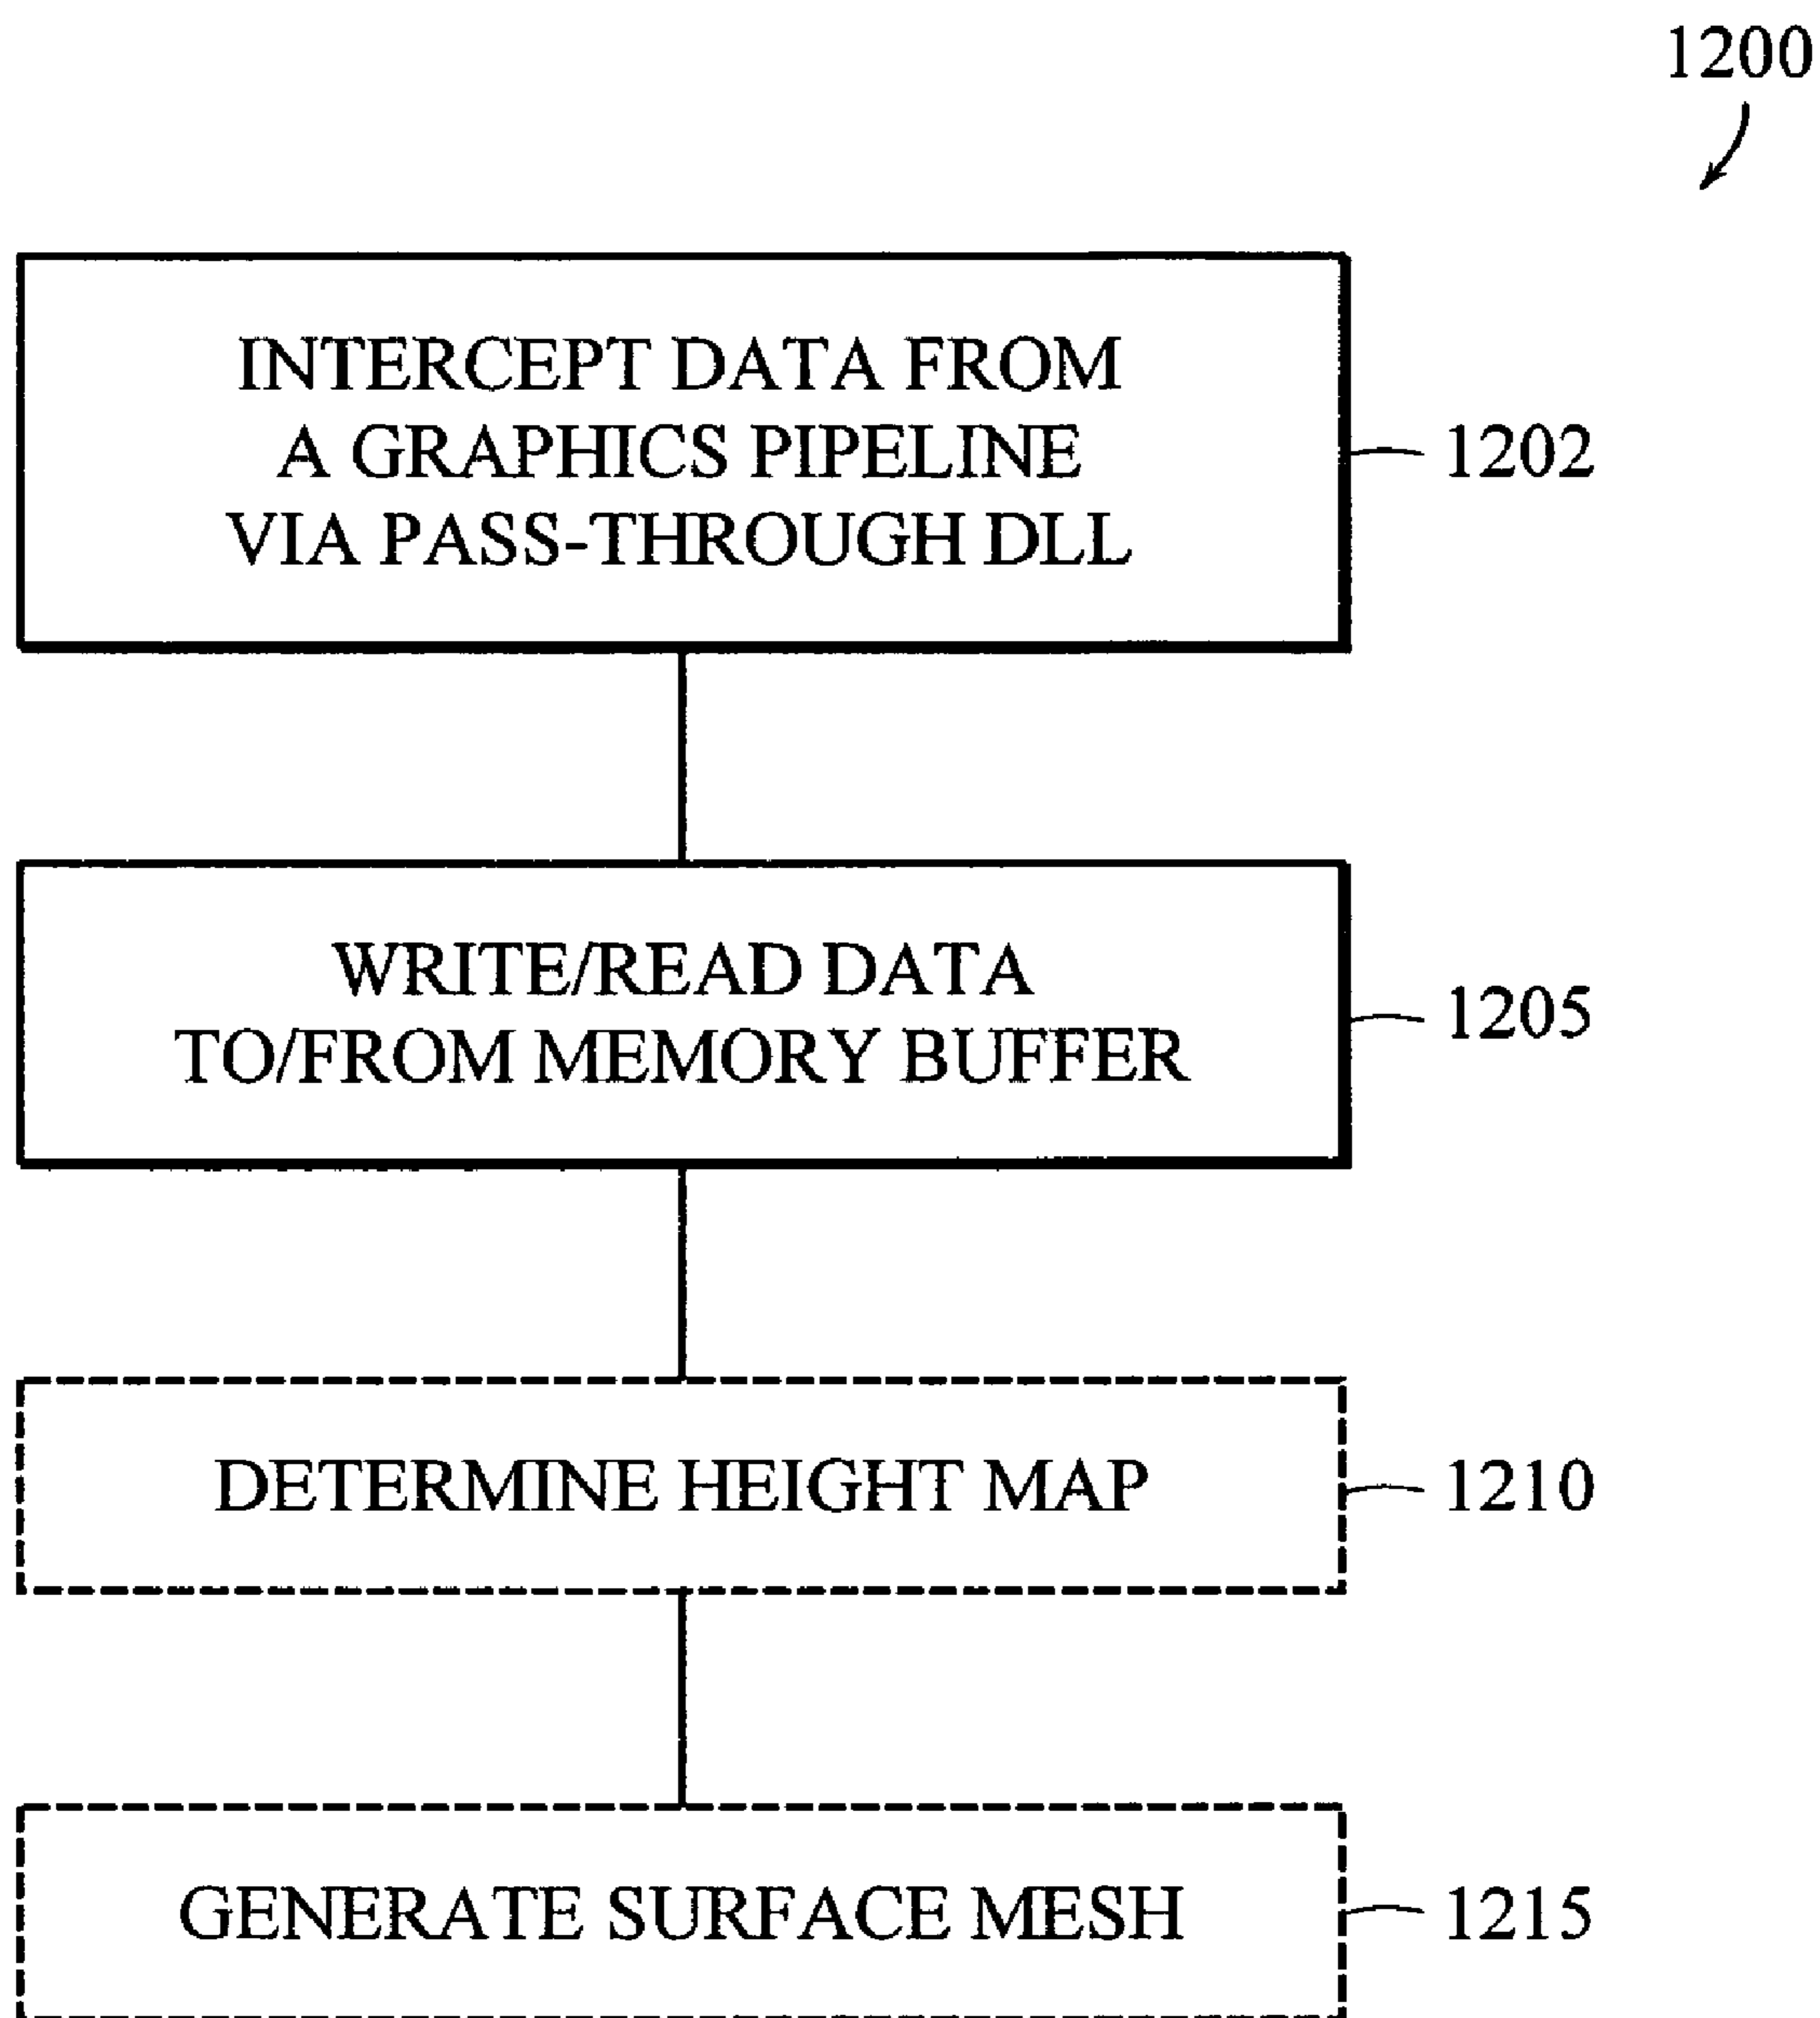 1200
INTERCEPT DATA FROM
A GRAPHICS PIPELINE
VIA PASS-THROUGH DLL
1202
WRITE/READ DATA
TO/FROM MEMORY BUFFER
1205
DETERMINE HEIGHT MAP
1210
GENERATE SURFACE MESH
1215